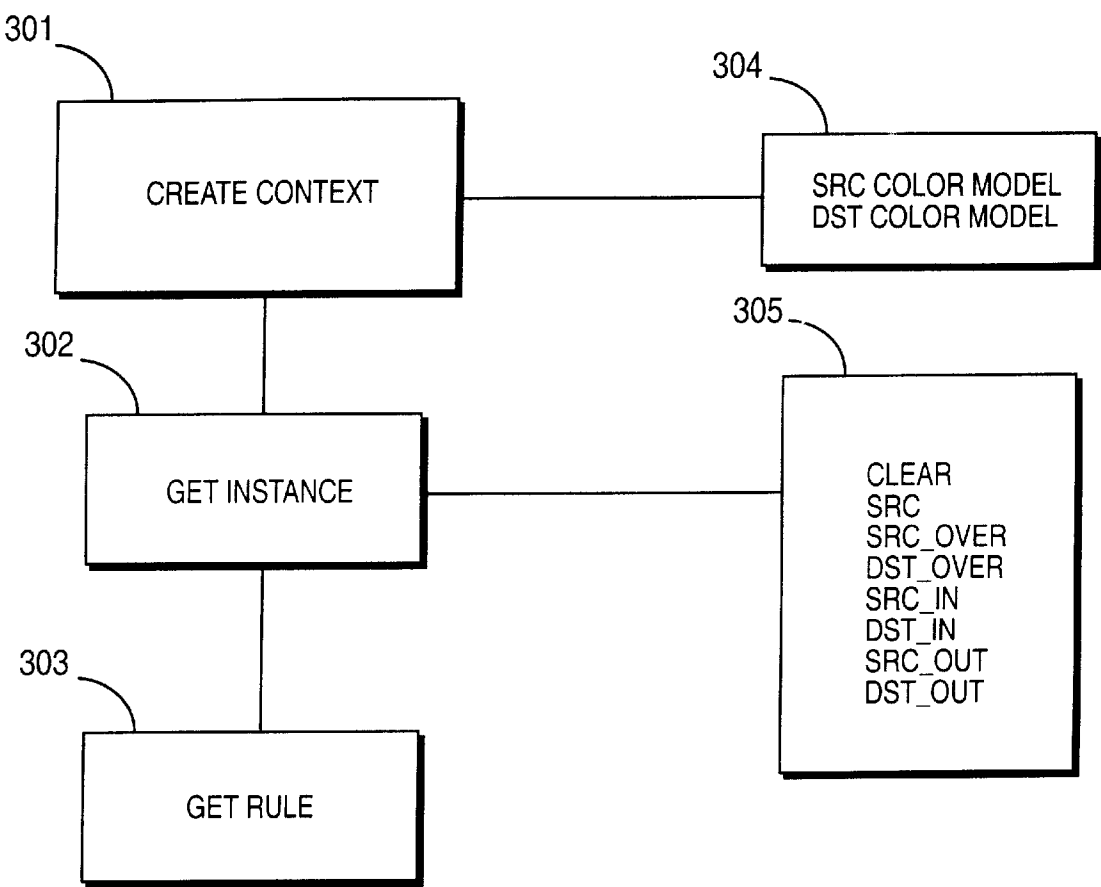 301
CREATE CONTEXT
304
SRC COLOR MODEL
DST COLOR MODEL
302
GET INSTANCE
305
CLEAR
SRC
SRC_OVER
DST_OVER
SRC_IN
DST_IN
SRC_OUT
DST_OUT
303
GET RULE